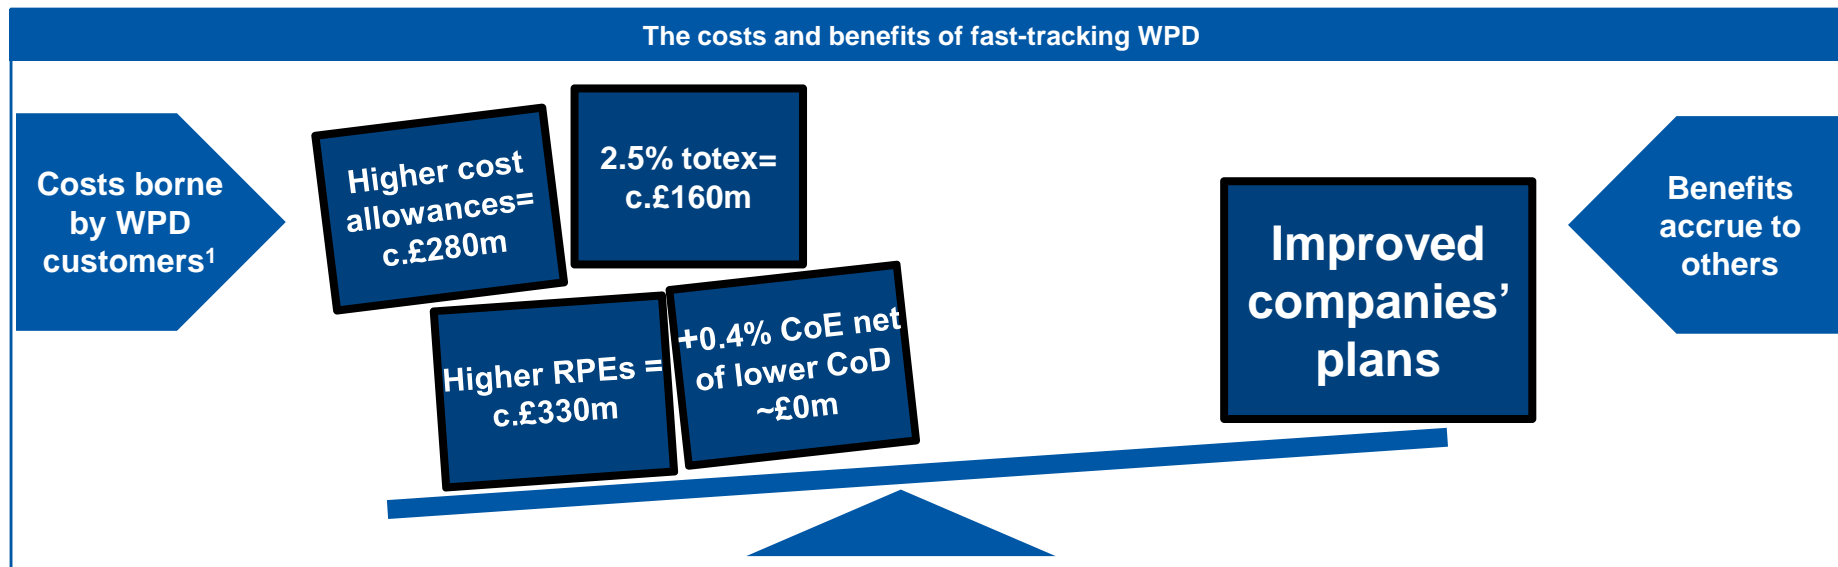 The costs and benefits of fast-tracking WPD
Costs borne
by WPD
customers¹
Higher cost
allowances=
c.£280m
2.5% totex=
c.£160m
Higher RPEs =
c.£330m
+0.4% CoE net
of lower CoD
~£0m
Improved
companies’
plans
Benefits
accrue to
others